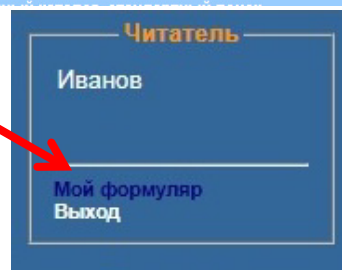 Читатель
Иванов
Мой формуляр
Выход